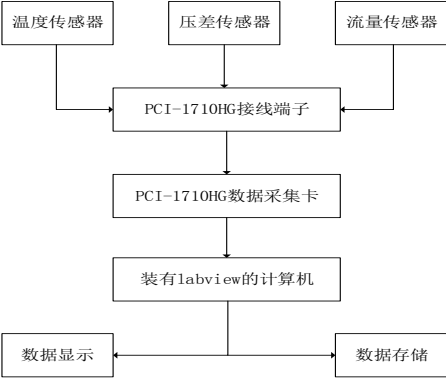 温度传感器
压差传感器
流量传感器
PCI-1710HG接线端子
PCI-1710HG数据采集卡
装有labview的计算机
数据显示
数据存储